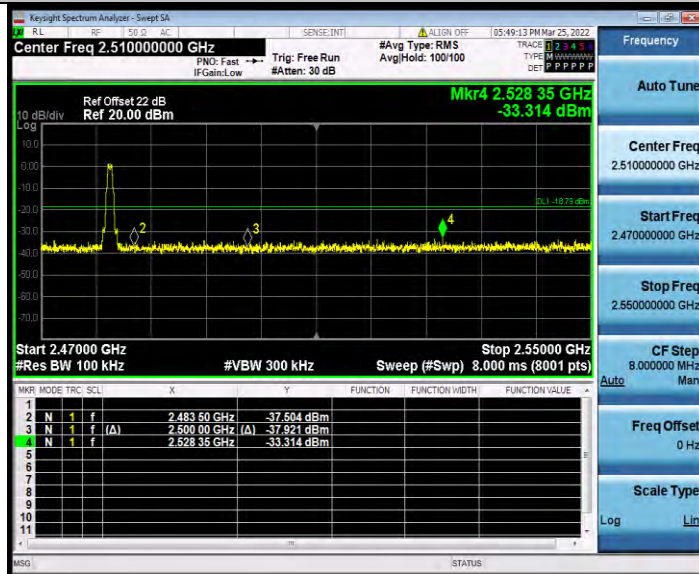 Keysight Spectrum Analyzer - Swept SA
RL RF 50 Ω AC SENSE:INT ALIGN OFF 05:49:13 PM Mar 25, 2022
Center Freq 2.510000000 GHz #Avg Type: RMS TRACE 1 2 3 4 5 6
PNO: Fast Trig: Free Run Avg|Hold: 100/100 TYPE M W W W W W
IFGain:Low #Atten: 30 dB DET P P P P P P
Mkr4 2.528 35 GHz
-33.314 dBm
Ref Offset 22 dB
10 dB/div Ref 20.00 dBm
Log
10.0
0.00
-10.0
DL1 -18.79 dBm
-20.0
-30.0
2 3 4
-40.0
-50.0
-60.0
-70.0
Start 2.47000 GHz Stop 2.55000 GHz
#Res BW 100 kHz #VBW 300 kHz Sweep (#Swp) 8.000 ms (8001 pts)
MKR MODE TRC SCL X Y FUNCTION FUNCTION WIDTH FUNCTION VALUE
1
2 N 1 f 2.483 50 GHz -37.504 dBm
3 N 1 f (Δ) 2.500 00 GHz (Δ) -37.921 dBm
4 N 1 f 2.528 35 GHz -33.314 dBm
5
6
7
8
9
10
11
MSG STATUS
Frequency
Auto Tune
Center Freq
2.510000000 GHz
Start Freq
2.470000000 GHz
Stop Freq
2.550000000 GHz
CF Step
8.000000 MHz
Auto Man
Freq Offset
0 Hz
Scale Type
Log Lin